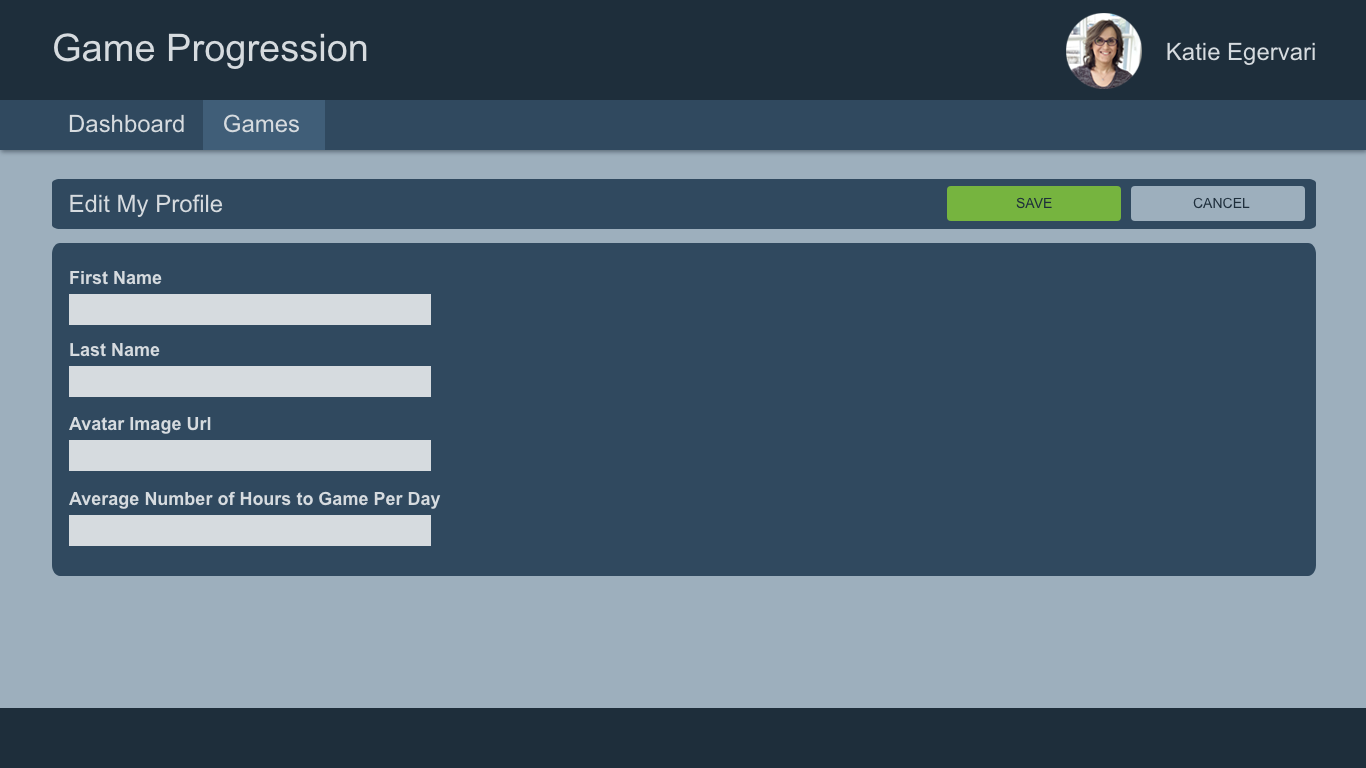 Game Progression
Katie Egervari
Dashboard
Games
Edit My Profile
SAVE
CANCEL
First Name
Last Name
Avatar Image Url
Average Number of Hours to Game Per Day